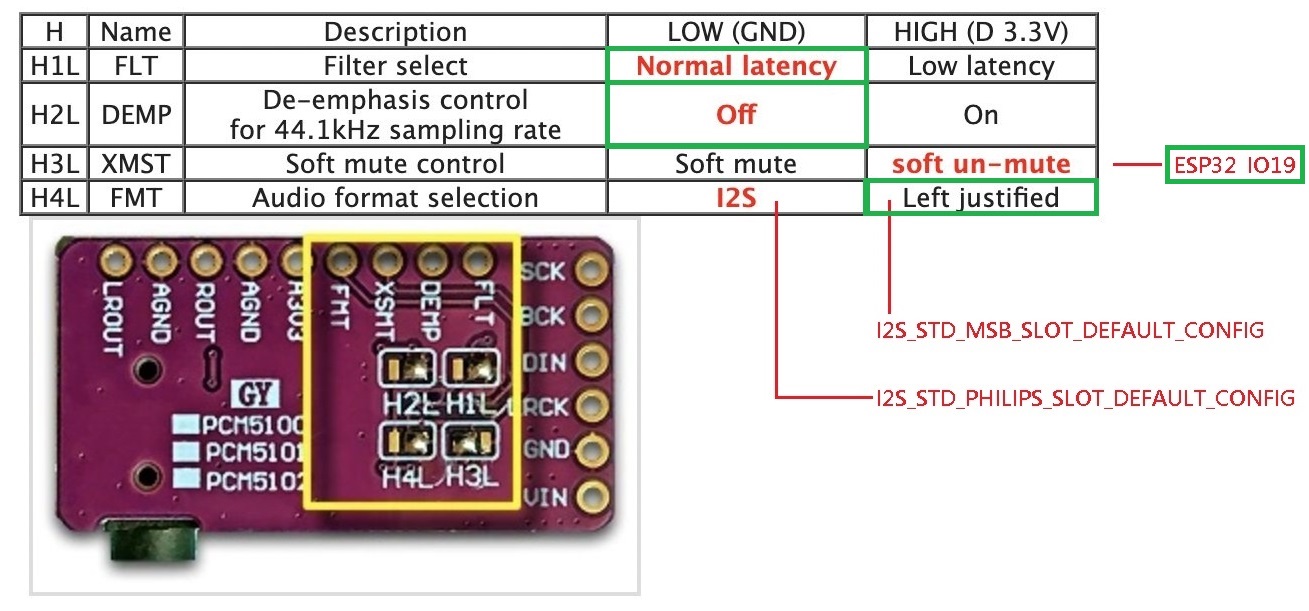 H Name Description LOW (GND) HIGH (D 3.3V)
H1L FLT Filter select Normal latency Low latency
H2L DEMP De-emphasis control for 44.1kHz sampling rate Off On
H3L XMST Soft mute control Soft mute soft un-mute
ESP32 IO19
H4L FMT Audio format selection I2S Left justified
I2S_STD_MSB_SLOT_DEFAULT_CONFIG
I2S_STD_PHILIPS_SLOT_DEFAULT_CONFIG
LROUT
AGND
ROUT
AGND
A3V3
FMT
XSMT
DEMP
FLT
SCK
BCK
DIN
LRCK
GND
VIN
H2L H1L
H4L H3L
GY
PCM5100
PCM5101
PCM5102